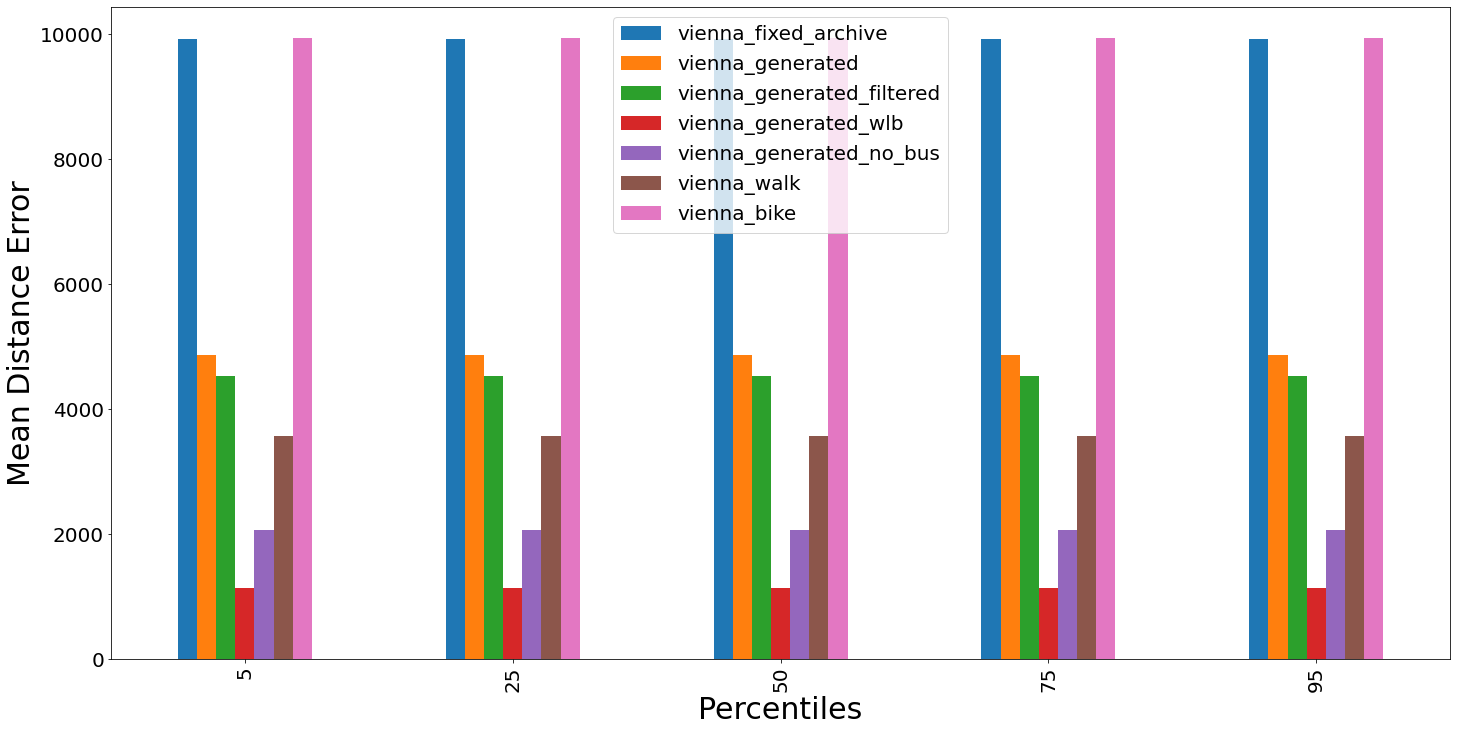 Mean Distance Error
10000
8000
6000
4000
2000
0
vienna_fixed_archive
vienna_generated
vienna_generated_filtered
vienna_generated_wlb
vienna_generated_no_bus
vienna_walk
vienna_bike
5
25
50
75
95
Percentiles